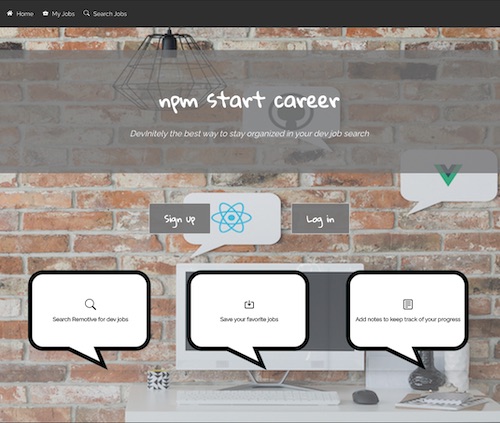 Home My Jobs Search Jobs
npm start career
Devinitely the best way to stay organized in your dev job search
Sign up Log in
Search Remotive for dev jobs
Save your favorite jobs
Add notes to keep track of your progress